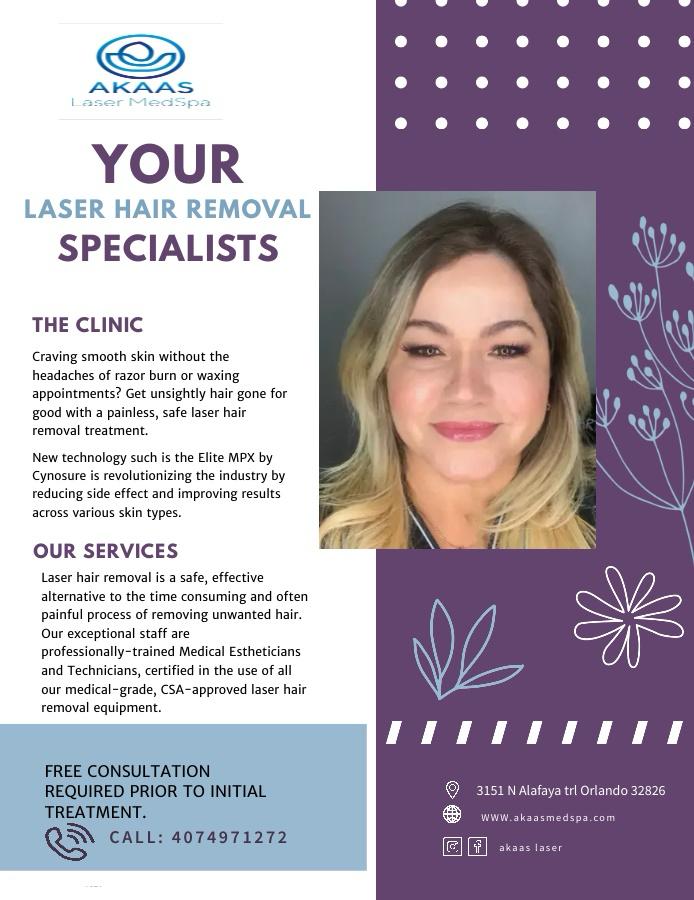 AKAAS
Laser MedSpa
YOUR
LASER HAIR REMOVAL
SPECIALISTS
THE CLINIC
Craving smooth skin without the
headaches of razor burn or waxing
appointments? Get unsightly hair gone for
good with a painless, safe laser hair
removal treatment.
New technology such is the Elite MPX by
Cynosure is revolutionizing the industry by
reducing side effect and improving results
across various skin types.
OUR SERVICES
Laser hair removal is a safe, effective
alternative to the time consuming and often
painful process of removing unwanted hair.
Our exceptional staff are
professionally-trained Medical Estheticians
and Technicians, certified in the use of all
our medical-grade, CSA-approved laser hair
removal equipment.
FREE CONSULTATION
REQUIRED PRIOR TO INITIAL
TREATMENT.
CALL: 4074971272
3151 N Alafaya trl Orlando 32826
www.akaasmedspa.com
akaas laser